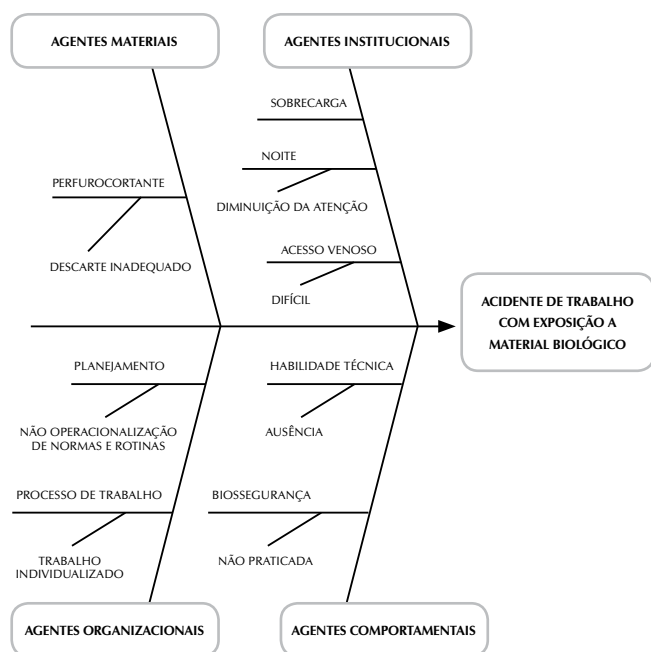 AGENTES MATERIAIS
AGENTES INSTITUCIONAIS
SOBRECARGA
NOITE
DIMINUIÇÃO DA ATENÇÃO
PERFUROCORTANTE
DESCARTE INADEQUADO
ACESSO VENOSO
DIFÍCIL
ACIDENTE DE TRABALHO
COM EXPOSIÇÃO A
MATERIAL BIOLÓGICO
PLANEJAMENTO
NÃO OPERACIONALIZAÇÃO
DE NORMAS E ROTINAS
HABILIDADE TÉCNICA
AUSÊNCIA
PROCESSO DE TRABALHO
TRABALHO
INDIVIDUALIZADO
BIOSSEGURANÇA
NÃO PRATICADA
AGENTES ORGANIZACIONAIS
AGENTES COMPORTAMENTAIS